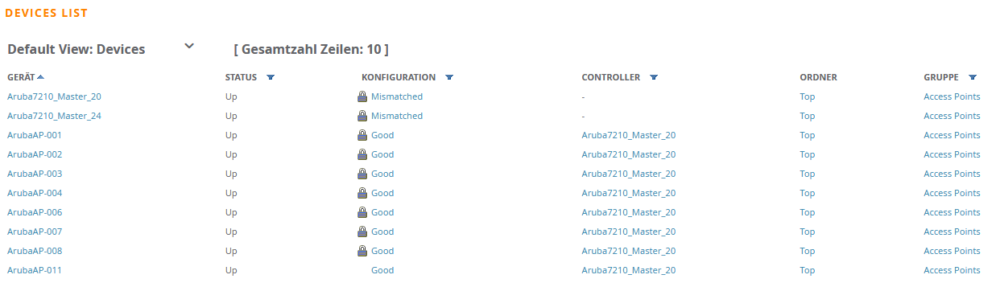 DEVICES LIST
Default View: Devices [ Gesamtzahl Zeilen: 10 ]
GERÄT STATUS KONFIGURATION CONTROLLER ORDNER GRUPPE
Aruba7210_Master_20 Up Mismatched - Top Access Points
Aruba7210_Master_24 Up Mismatched - Top Access Points
ArubaAP-001 Up Good Aruba7210_Master_20 Top Access Points
ArubaAP-002 Up Good Aruba7210_Master_20 Top Access Points
ArubaAP-003 Up Good Aruba7210_Master_20 Top Access Points
ArubaAP-004 Up Good Aruba7210_Master_20 Top Access Points
ArubaAP-006 Up Good Aruba7210_Master_20 Top Access Points
ArubaAP-007 Up Good Aruba7210_Master_20 Top Access Points
ArubaAP-008 Up Good Aruba7210_Master_20 Top Access Points
ArubaAP-011 Up Good Aruba7210_Master_20 Top Access Points